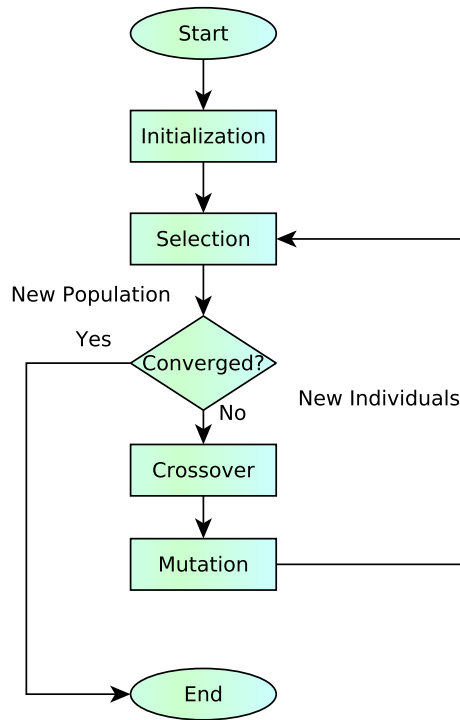 Start
Initialization
Selection
New Population
Yes
Converged?
New Individuals
No
Crossover
Mutation
End